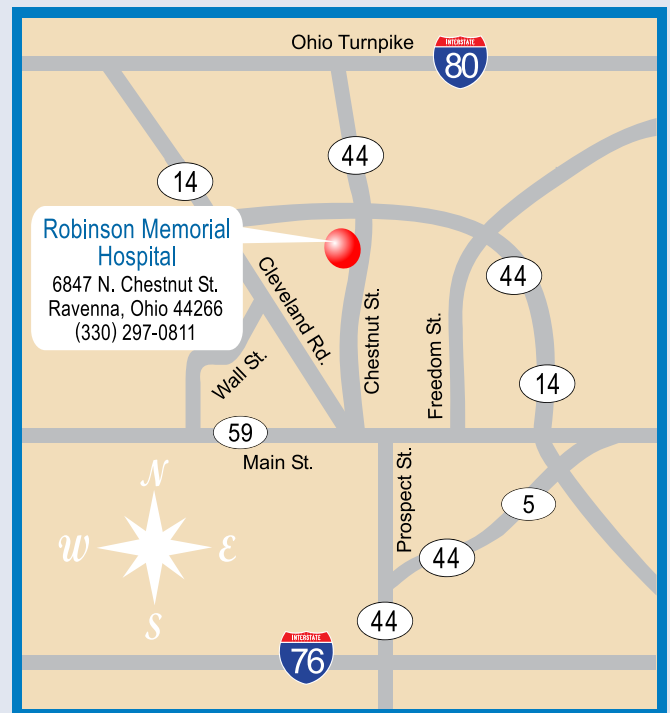 Ohio Turnpike
INTERSTATE
80
44
14
Robinson Memorial
Hospital
6847 N. Chestnut St.
Ravenna, Ohio 44266
(330) 297-0811
44
Cleveland Rd.
Chestnut St.
Freedom St.
Wall St.
14
59
Main St.
Prospect St.
N
W
E
S
5
44
44
INTERSTATE
76